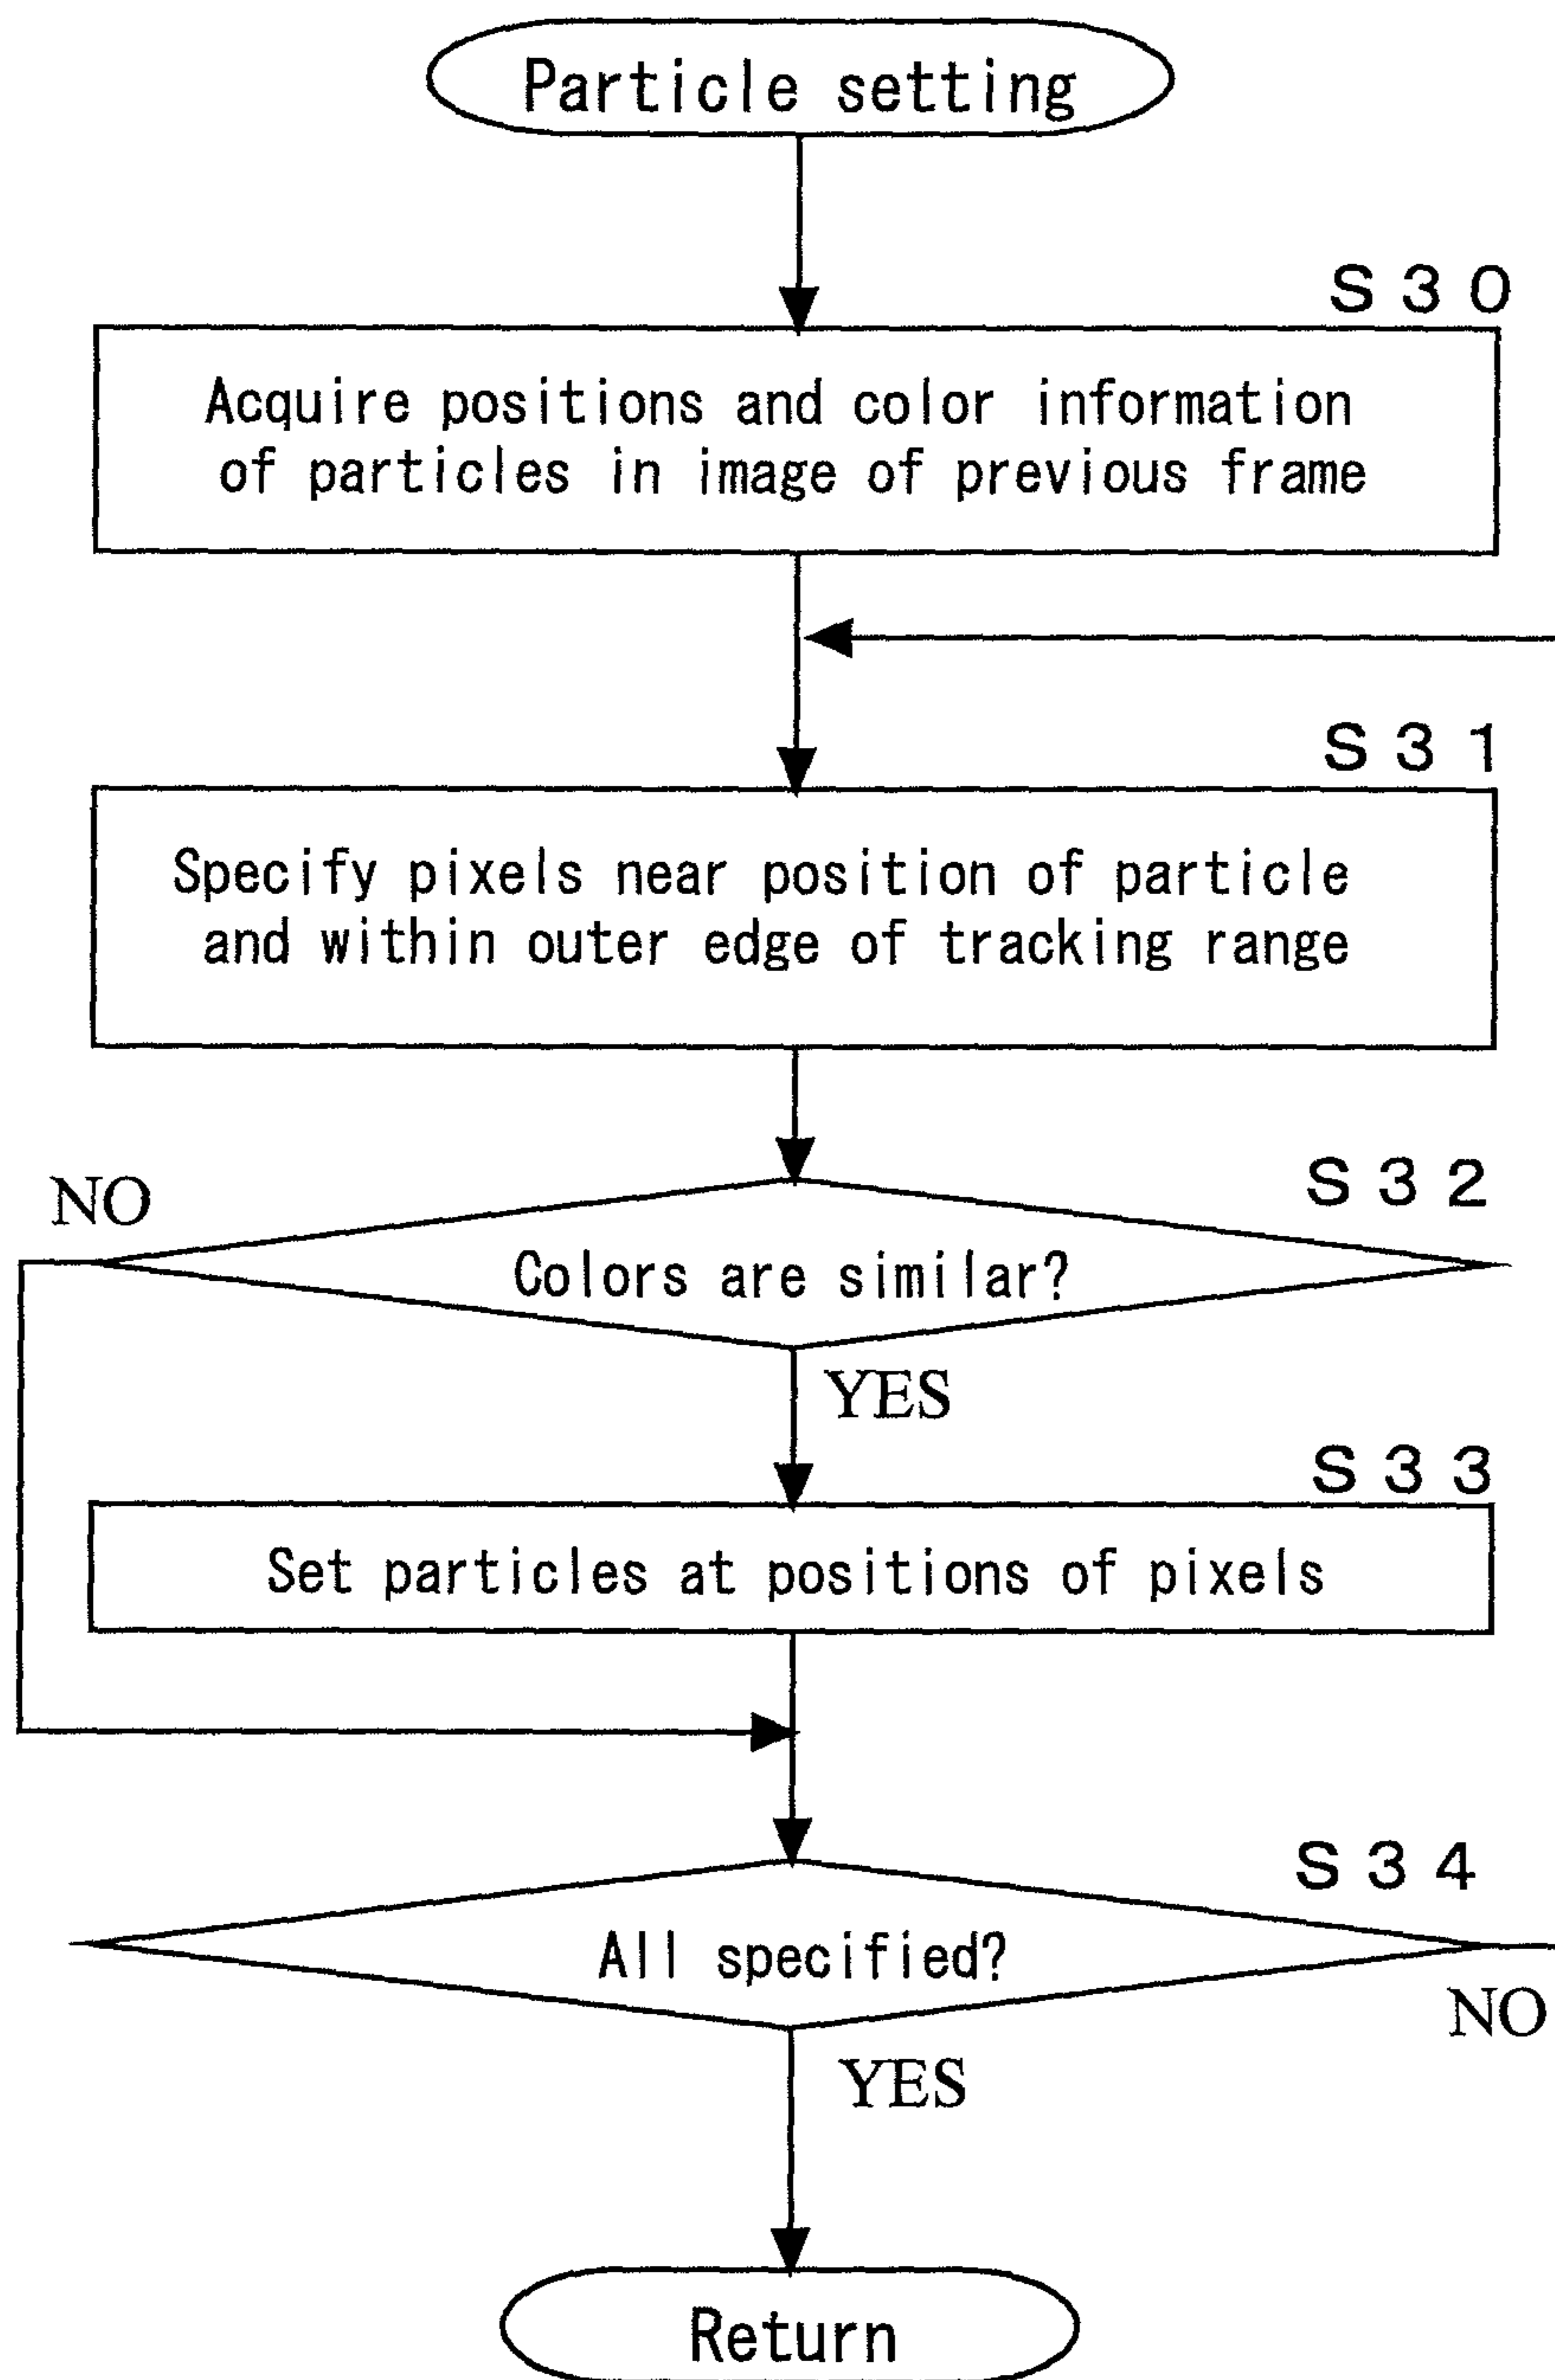 Particle setting
S30
Acquire positions and color information
of particles in image of previous frame
S31
Specify pixels near position of particle
and within outer edge of tracking range
S32
NO
Colors are similar?
YES
S33
Set particles at positions of pixels
S34
All specified?
NO
YES
Return